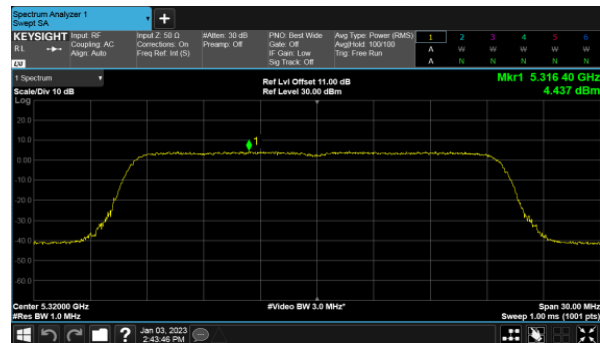 Spectrum Analyzer 1
Swept SA
+
KEYSIGHT
RL
Input: RF
Coupling: AC
Align: Auto
Input Z: 50 Ω
Corrections: On
Freq Ref: Int (S)
#Atten: 30 dB
Preamp: Off
PNO: Best Wide
Gate: Off
IF Gain: Low
Sig Track: Off
Avg Type: Power (RMS)
Avg|Hold: 100/100
Trig: Free Run
1 2 3 4 5 6
A W W W W W
A N N N N N
LM
1 Spectrum
Scale/Div 10 dB
Log
Ref Lvl Offset 11.00 dB
Ref Level 30.00 dBm
Mkr1 5.316 40 GHz
4.437 dBm
20.0
10.0
0.00
-10.0
-20.0
-30.0
-40.0
-50.0
-60.0
1
Center 5.32000 GHz
#Res BW 1.0 MHz
#Video BW 3.0 MHz*
Span 30.00 MHz
Sweep 1.00 ms (1001 pts)
?
Jan 03, 2023
2:43:46 PM